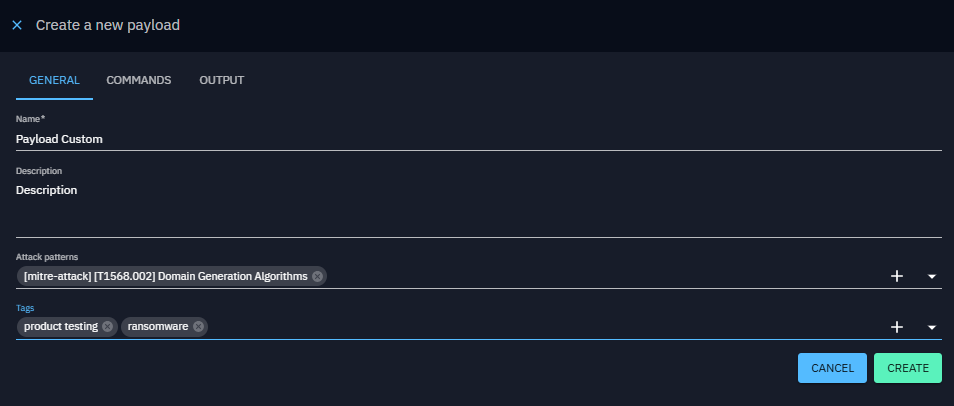 Create a new payload
GENERAL COMMANDS OUTPUT
Name*
Payload Custom
Description
Description
Attack patterns
[mitre-attack] [T1568.002] Domain Generation Algorithms
Tags
product testing ransomware
CANCEL CREATE